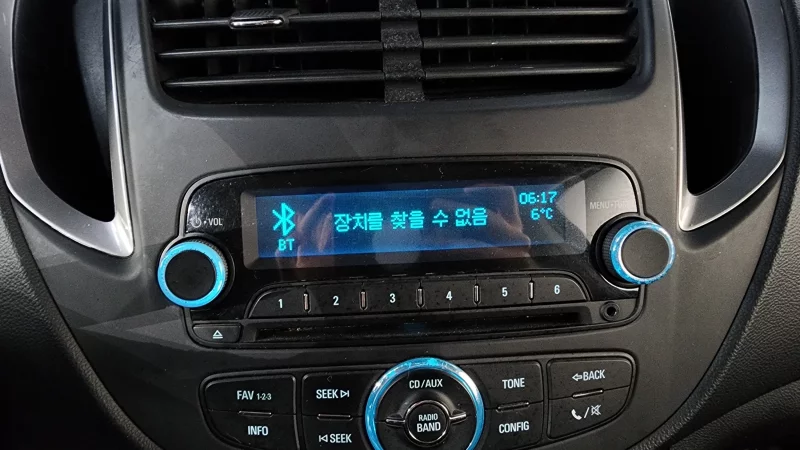 06:17
장치를 찾을 수 없음
6°C
BT
VOL
1 2 3 4 5 6
FAV 1-2-3
SEEK
CD/AUX
TONE
BACK
INFO
SEEK
RADIO
BAND
CONFIG